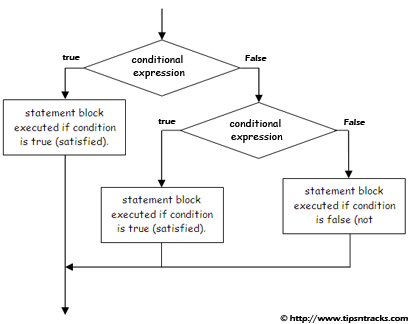 true
False
conditional
expression
statement block
executed if condition
is true (satisfied).
true
False
conditional
expression
statement block
executed if condition
is true (satisfied).
statement block
executed if condition
is false (not
© http://www.tipsntracks.com